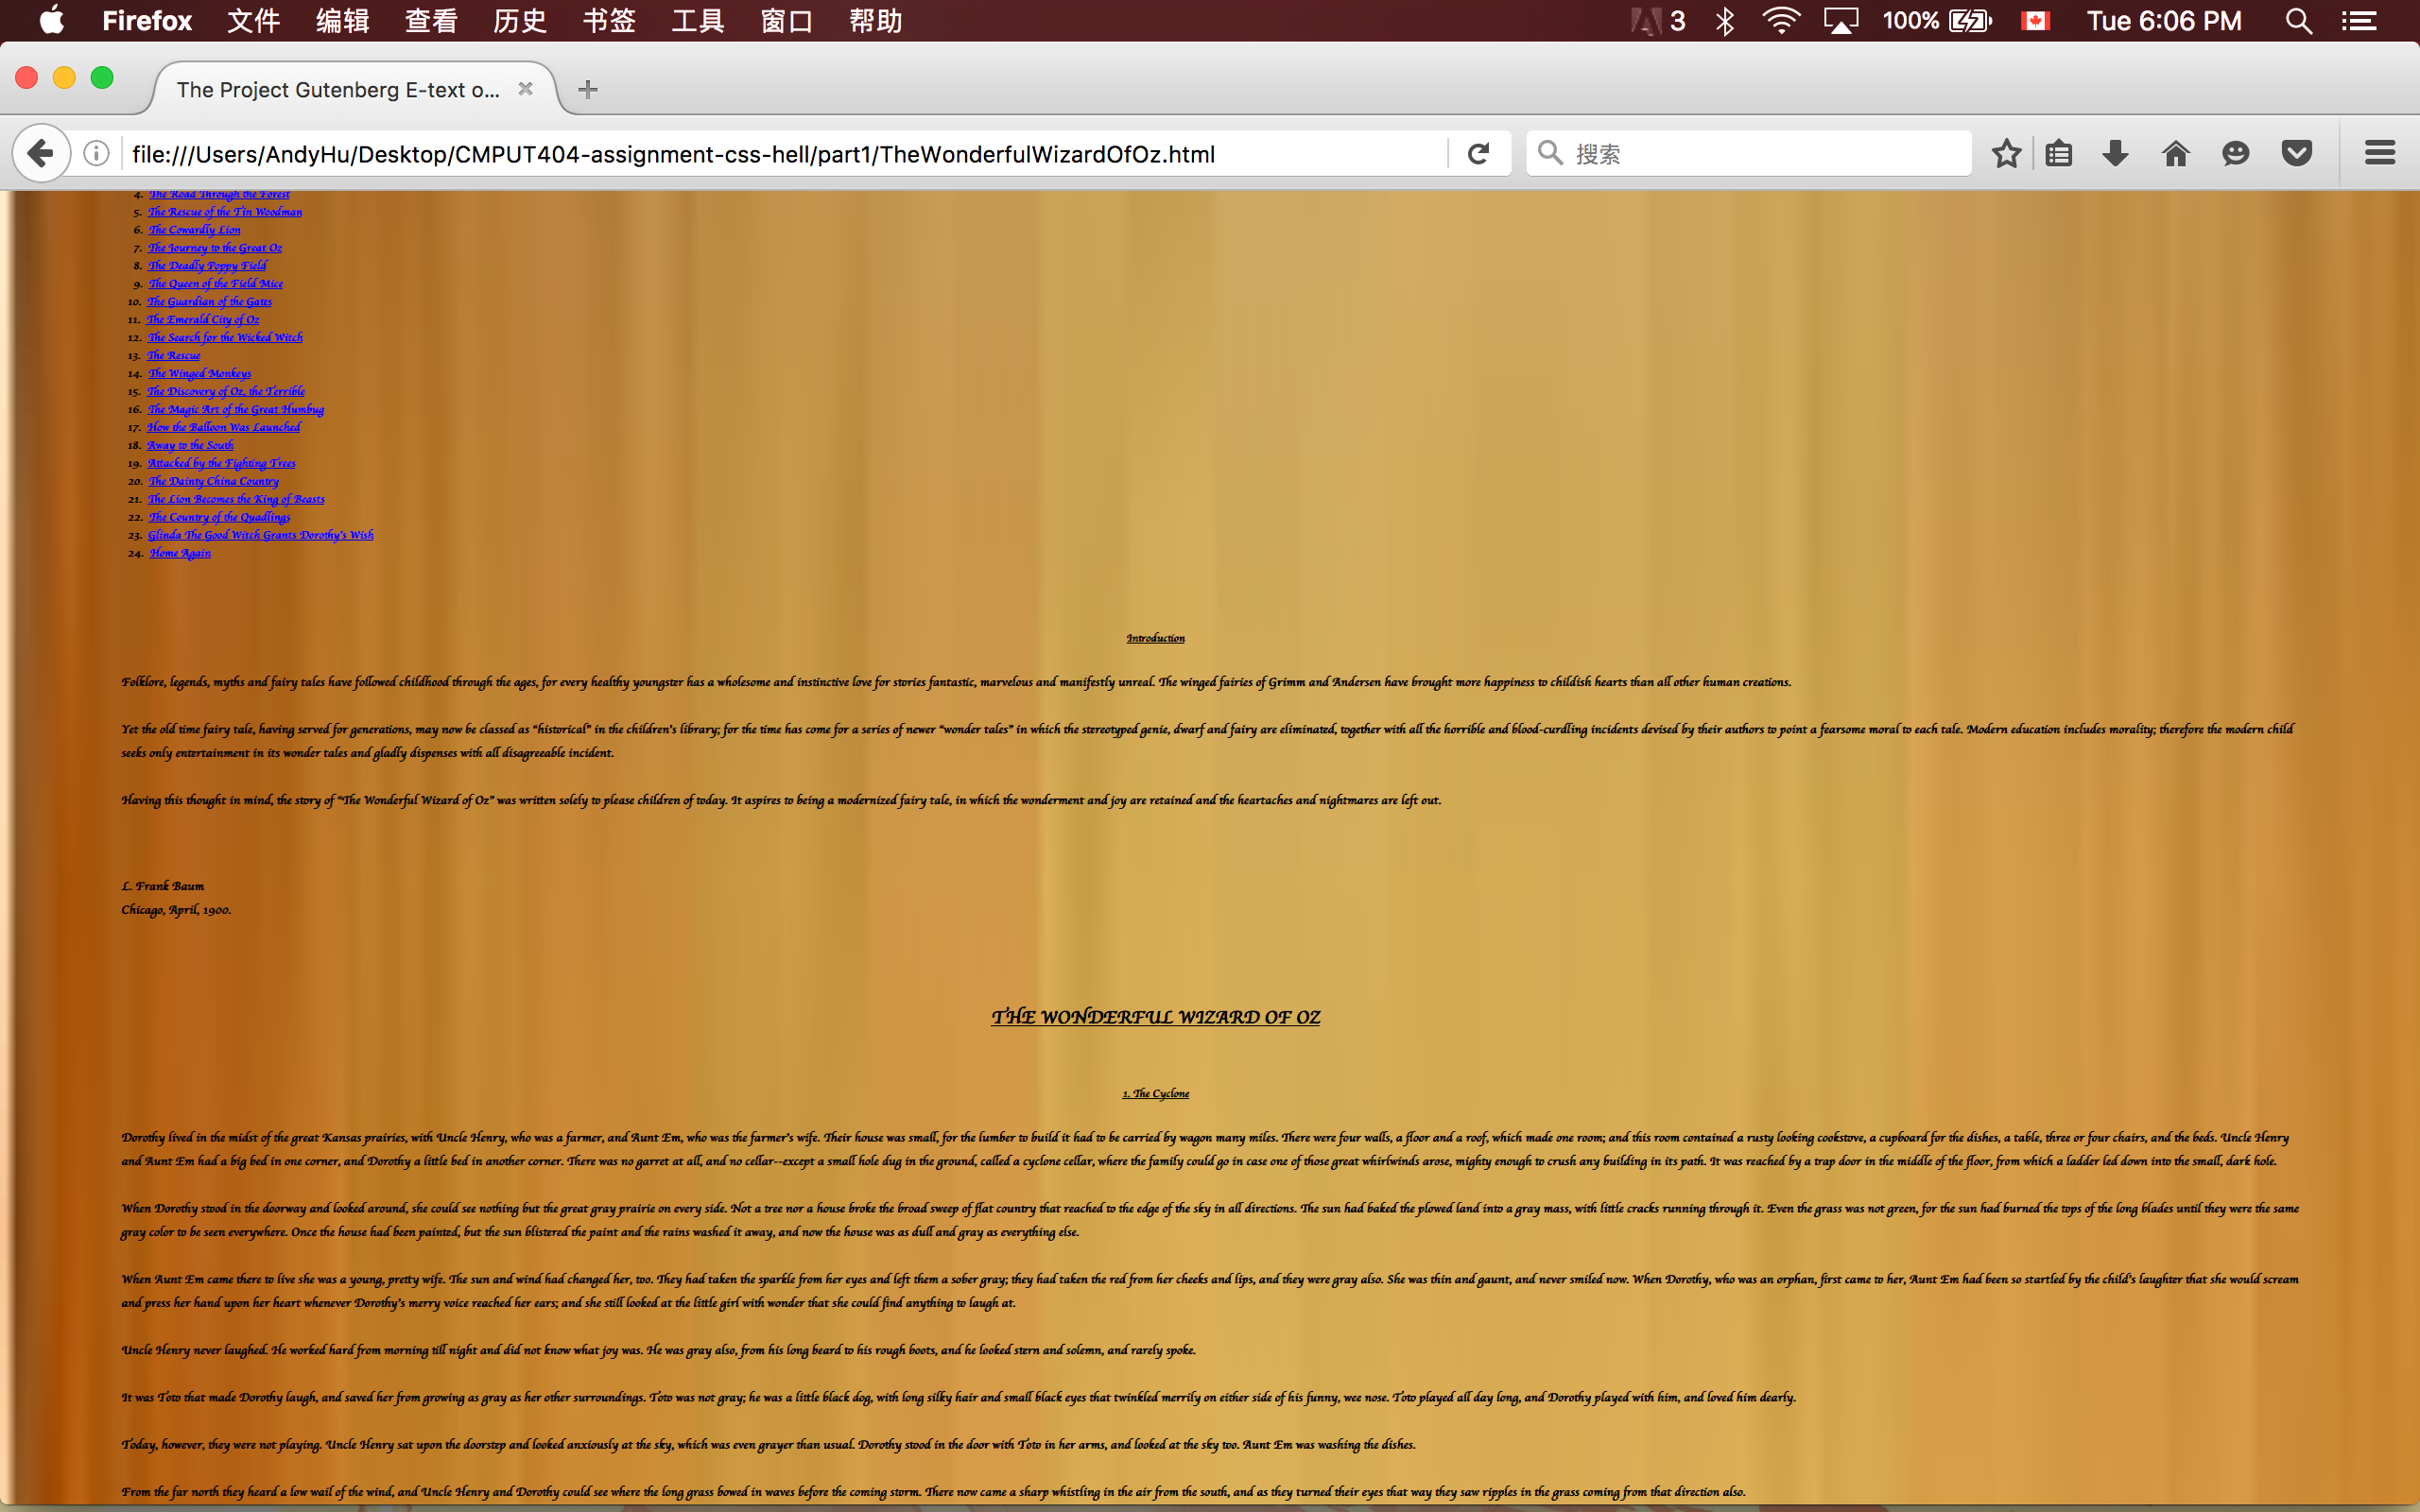 Firefox 文件 编辑 查看 历史 书签 工具 窗口 帮助 3 100% Tue 6:06 PM
The Project Gutenberg E-text o...
file:///Users/AndyHu/Desktop/CMPUT404-assignment-css-hell/part1/TheWonderfulWizardOfOz.html 搜索
4. The Road Through the Forest
5. The Rescue of the Tin Woodman
6. The Cowardly Lion
7. The Journey to the Great Oz
8. The Deadly Poppy Field
9. The Queen of the Field Mice
10. The Guardian of the Gates
11. The Emerald City of Oz
12. The Search for the Wicked Witch
13. The Rescue
14. The Winged Monkeys
15. The Discovery of Oz, the Terrible
16. The Magic Art of the Great Humbug
17. How the Balloon Was Launched
18. Away to the South
19. Attacked by the Fighting Trees
20. The Dainty China Country
21. The Lion Becomes the King of Beasts
22. The Country of the Quadlings
23. Glinda The Good Witch Grants Dorothy's Wish
24. Home Again
Introduction
Folklore, legends, myths and fairy tales have followed childhood through the ages, for every healthy youngster has a wholesome and instinctive love for stories fantastic, marvelous and manifestly unreal. The winged fairies of Grimm and Andersen have brought more happiness to childish hearts than all other human creations.
Yet the old time fairy tale, having served for generations, may now be classed as “historical” in the children's library; for the time has come for a series of newer “wonder tales” in which the stereotyped genie, dwarf and fairy are eliminated, together with all the horrible and blood-curdling incidents devised by their authors to point a fearsome moral to each tale. Modern education includes morality; therefore the modern child
seeks only entertainment in its wonder tales and gladly dispenses with all disagreeable incident.
Having this thought in mind, the story of “The Wonderful Wizard of Oz” was written solely to please children of today. It aspires to being a modernized fairy tale, in which the wonderment and joy are retained and the heartaches and nightmares are left out.
L. Frank Baum
Chicago, April, 1900.
THE WONDERFUL WIZARD OF OZ
1. The Cyclone
Dorothy lived in the midst of the great Kansas prairies, with Uncle Henry, who was a farmer, and Aunt Em, who was the farmer's wife. Their house was small, for the lumber to build it had to be carried by wagon many miles. There were four walls, a floor and a roof, which made one room; and this room contained a rusty looking cookstove, a cupboard for the dishes, a table, three or four chairs, and the beds. Uncle Henry
and Aunt Em had a big bed in one corner, and Dorothy a little bed in another corner. There was no garret at all, and no cellar--except a small hole dug in the ground, called a cyclone cellar, where the family could go in case one of those great whirlwinds arose, mighty enough to crush any building in its path. It was reached by a trap door in the middle of the floor, from which a ladder led down into the small, dark hole.
When Dorothy stood in the doorway and looked around, she could see nothing but the great gray prairie on every side. Not a tree nor a house broke the broad sweep of flat country that reached to the edge of the sky in all directions. The sun had baked the plowed land into a gray mass, with little cracks running through it. Even the grass was not green, for the sun had burned the tops of the long blades until they were the same
gray color to be seen everywhere. Once the house had been painted, but the sun blistered the paint and the rains washed it away, and now the house was as dull and gray as everything else.
When Aunt Em came there to live she was a young, pretty wife. The sun and wind had changed her, too. They had taken the sparkle from her eyes and left them a sober gray; they had taken the red from her cheeks and lips, and they were gray also. She was thin and gaunt, and never smiled now. When Dorothy, who was an orphan, first came to her, Aunt Em had been so startled by the child's laughter that she would scream
and press her hand upon her heart whenever Dorothy's merry voice reached her ears; and she still looked at the little girl with wonder that she could find anything to laugh at.
Uncle Henry never laughed. He worked hard from morning till night and did not know what joy was. He was gray also, from his long beard to his rough boots, and he looked stern and solemn, and rarely spoke.
It was Toto that made Dorothy laugh, and saved her from growing as gray as her other surroundings. Toto was not gray; he was a little black dog, with long silky hair and small black eyes that twinkled merrily on either side of his funny, wee nose. Toto played all day long, and Dorothy played with him, and loved him dearly.
Today, however, they were not playing. Uncle Henry sat upon the doorstep and looked anxiously at the sky, which was even grayer than usual. Dorothy stood in the door with Toto in her arms, and looked at the sky too. Aunt Em was washing the dishes.
From the far north they heard a low wail of the wind, and Uncle Henry and Dorothy could see where the long grass bowed in waves before the coming storm. There now came a sharp whistling in the air from the south, and as they turned their eyes that way they saw ripples in the grass coming from that direction also.